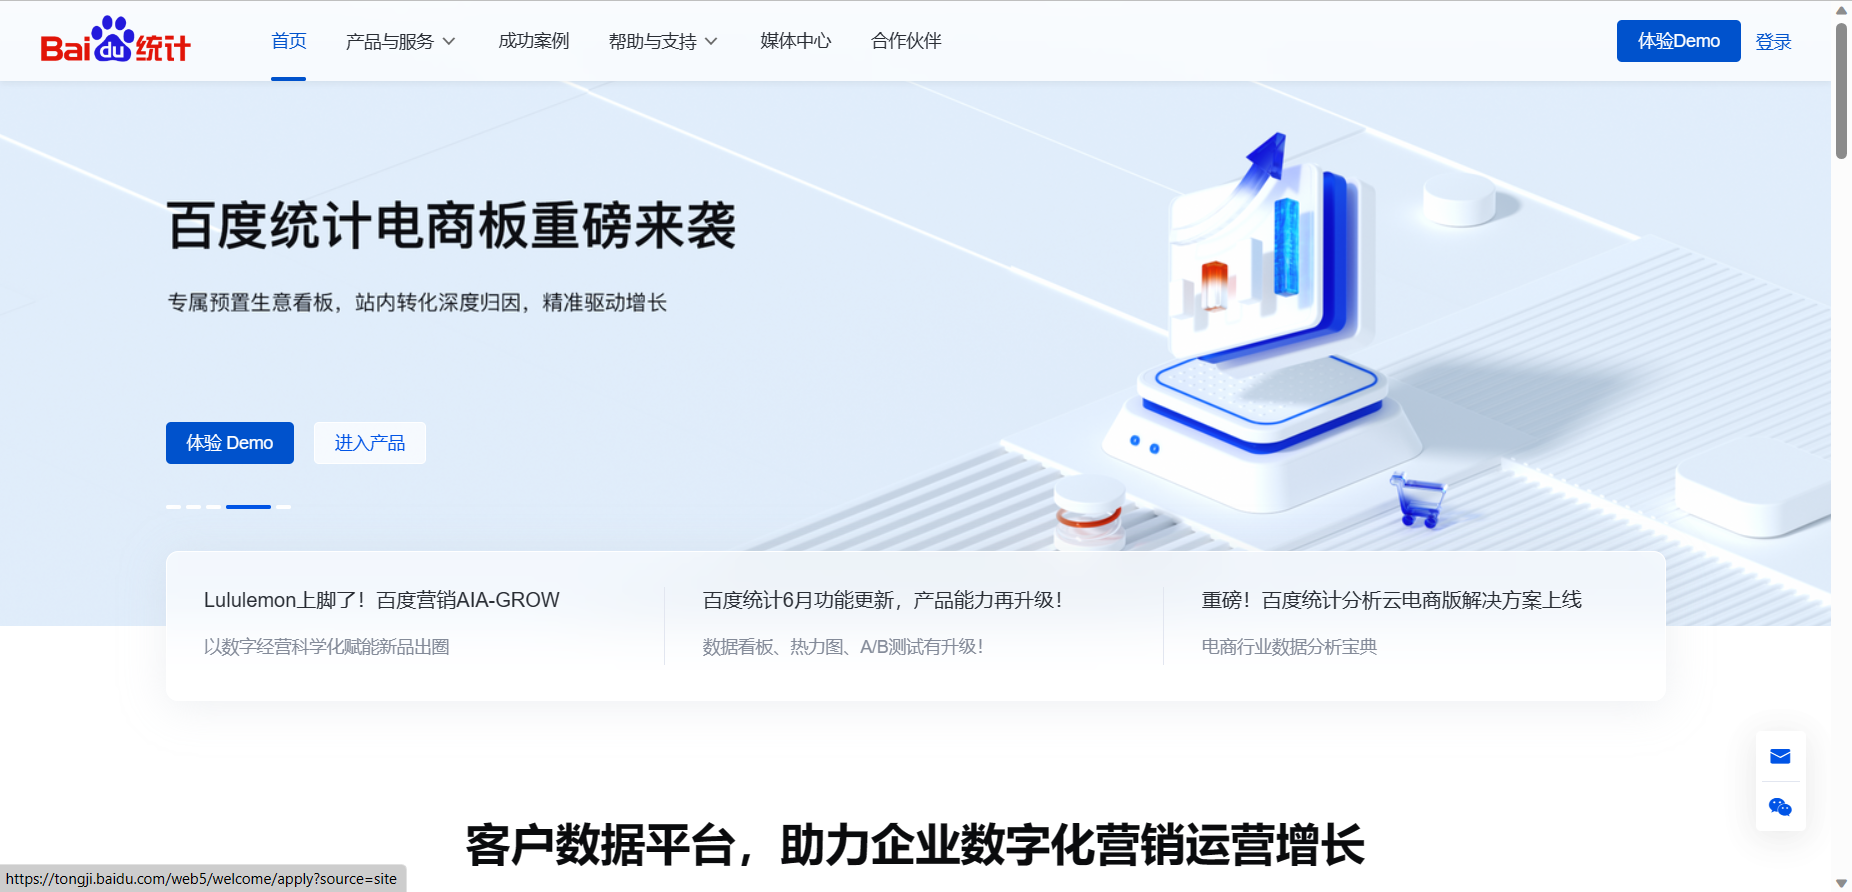 Baidu统计
首页
产品与服务
成功案例
帮助与支持
媒体中心
合作伙伴
体验Demo
登录
百度统计电商板重磅来袭
专属预置生意看板，站内转化深度归因，精准驱动增长
体验 Demo
进入产品
Lululemon上脚了！百度营销AIA-GROW
以数字经营科学化赋能新品出圈
百度统计6月功能更新，产品能力再升级！
数据看板、热力图、A/B测试有升级！
重磅！百度统计分析云电商版解决方案上线
电商行业数据分析宝典
客户数据平台，助力企业数字化营销运营增长
https://tongji.baidu.com/web5/welcome/apply?source=site